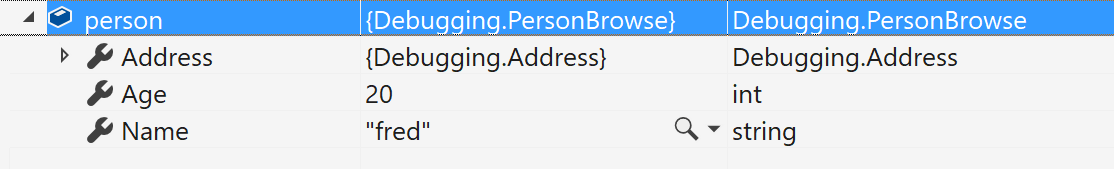 person {Debugging.PersonBrowse} Debugging.PersonBrowse
Address {Debugging.Address} Debugging.Address
Age 20 int
Name "fred" string